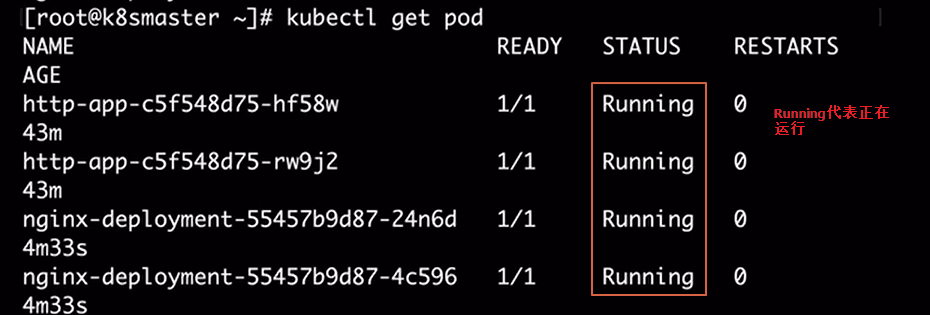 [root@k8smaster ~]# kubectl get pod
NAME READY STATUS RESTARTS
AGE
http-app-c5f548d75-hf58w 1/1 Running 0
43m
http-app-c5f548d75-rw9j2 1/1 Running 0
43m
nginx-deployment-55457b9d87-24n6d 1/1 Running 0
4m33s
nginx-deployment-55457b9d87-4c596 1/1 Running 0
4m33s
Running代表正在
运行